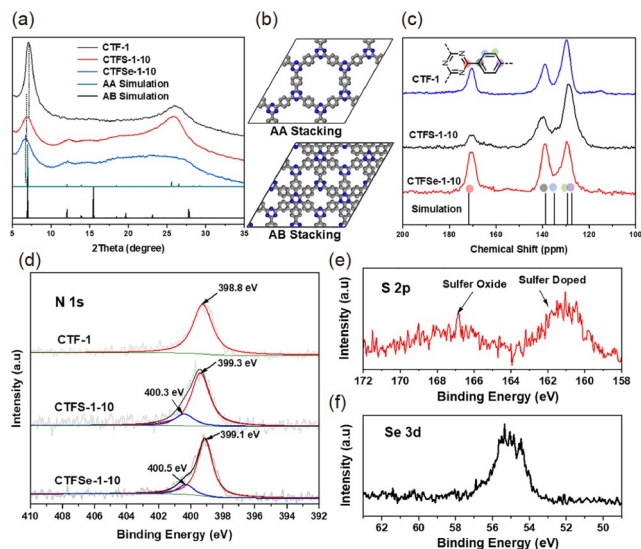 (a)
CTF-1
CTFS-1-10
CTFSe-1-10
AA Simulation
AB Simulation
5 10 15 20 25 30 35
2Theta (degree)
(b)
AA Stacking
AB Stacking
(c)
N N
N
CTF-1
CTFS-1-10
CTFSe-1-10
Simulation
200 180 160 140 120 100
Chemical Shift (ppm)
(d)
N 1s
398.8 eV
CTF-1
399.3 eV
400.3 eV
CTFS-1-10
399.1 eV
400.5 eV
CTFSe-1-10
Intensity (a.u)
410 408 406 404 402 400 398 396 394 392
Binding Energy (eV)
(e)
S 2p
Sulfer Oxide
Sulfer Doped
Intensity (a.u)
172 170 168 166 164 162 160 158
Binding Energy (eV)
(f)
Se 3d
Intensity (a.u)
62 60 58 56 54 52 50
Binding Energy (eV)